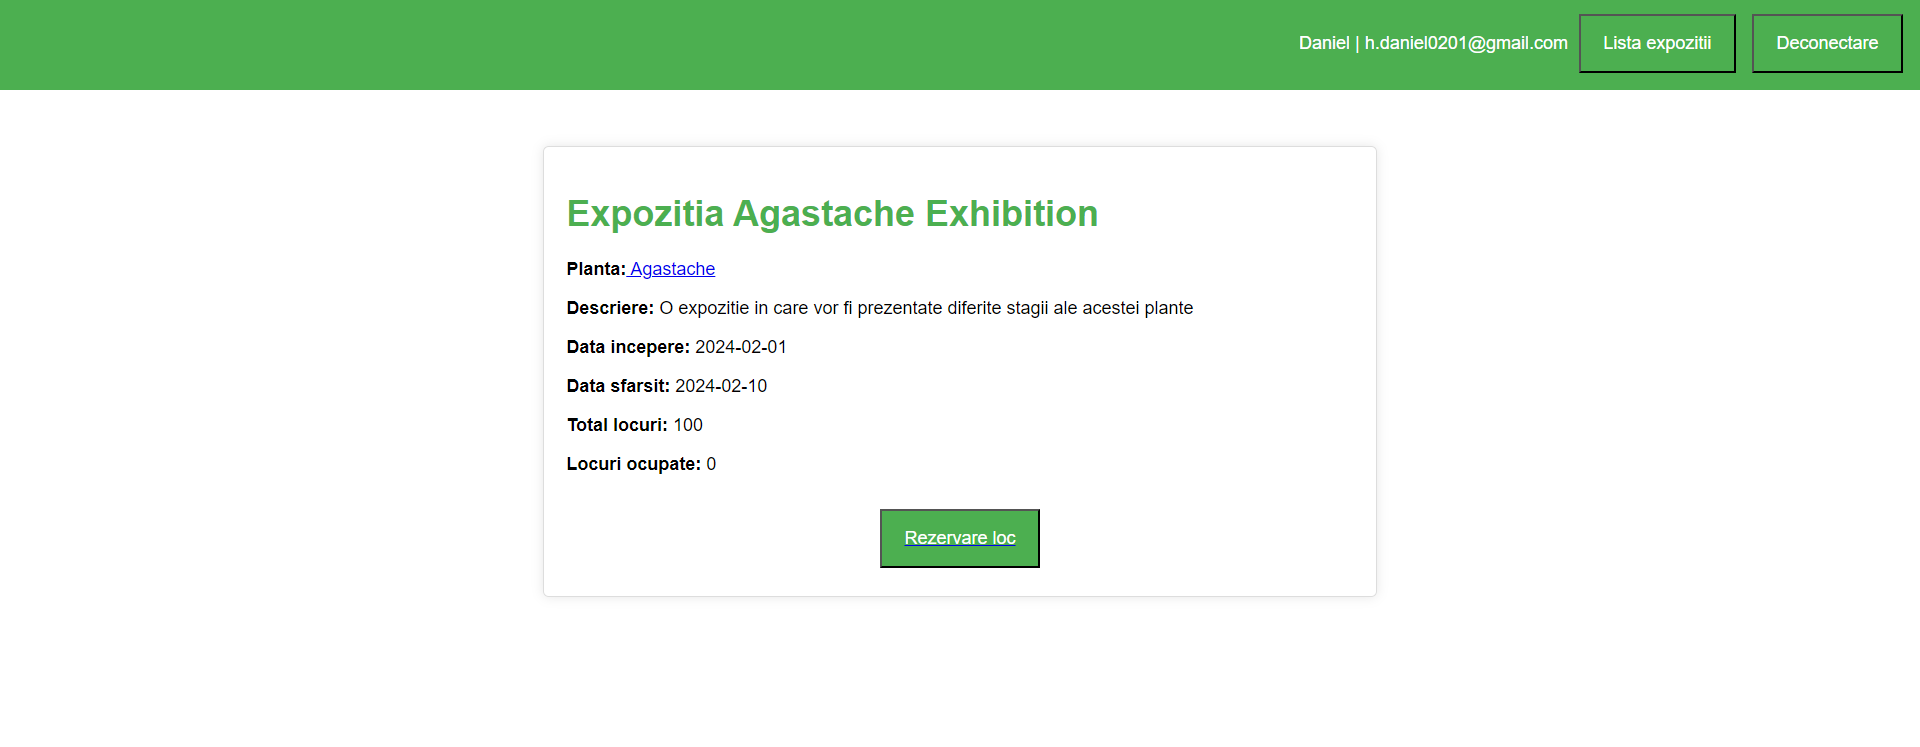 Daniel | h.daniel0201@gmail.com Lista expozitii Deconectare
Expozitia Agastache Exhibition
Planta: Agastache
Descriere: O expozitie in care vor fi prezentate diferite stagii ale acestei plante
Data incepere: 2024-02-01
Data sfarsit: 2024-02-10
Total locuri: 100
Locuri ocupate: 0
Rezervare loc